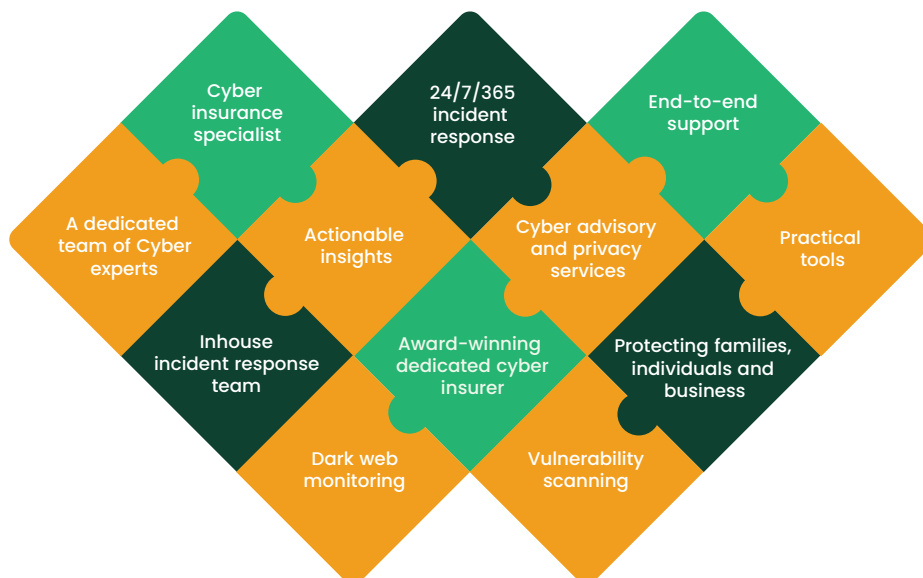 Cyber
insurance
specialist
24/7/365
incident
response
End-to-end
support
A dedicated
team of Cyber
experts
Actionable
insights
Cyber advisory
and privacy
services
Practical
tools
Inhouse
incident response
team
Award-winning
dedicated cyber
insurer
Protecting families,
individuals and
business
Dark web
monitoring
Vulnerability
scanning